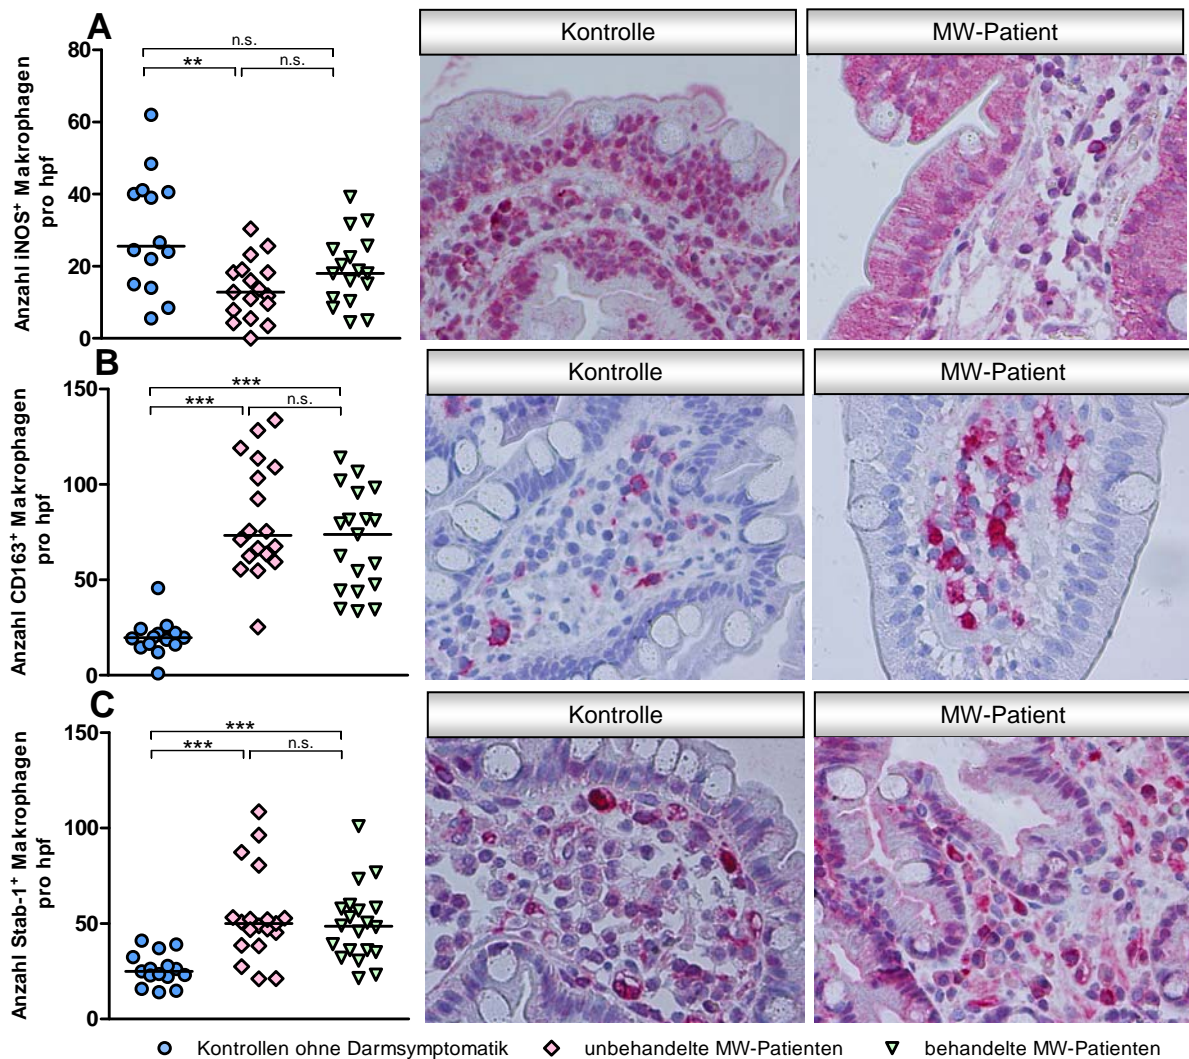 A
Kontrolle
MW-Patient
Anzahl iNOS⁺ Makrophagen
pro hpf
80
60
40
20
0
n.s.
**
n.s.
B
Kontrolle
MW-Patient
Anzahl CD163⁺ Makrophagen
pro hpf
150
100
50
0
***
***
n.s.
C
Kontrolle
MW-Patient
Anzahl Stab-1⁺ Makrophagen
pro hpf
150
100
50
0
***
***
n.s.
Kontrollen ohne Darmsymptomatik unbehandelte MW-Patienten behandelte MW-Patienten